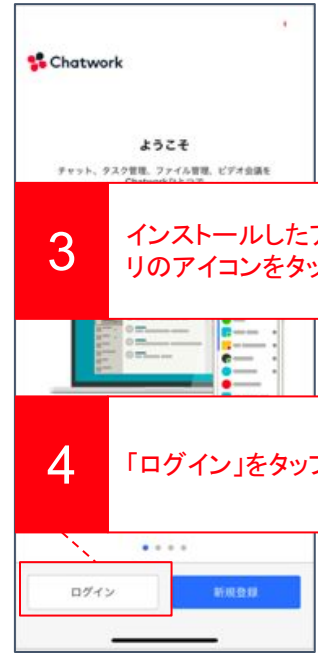 Chatwork
ようこそ
チャット、タスク管理、ファイル管理、ビデオ会議を
3
インストールした
リのアイコンをタッ
4
「ログイン」をタップ
ログイン
新規登録